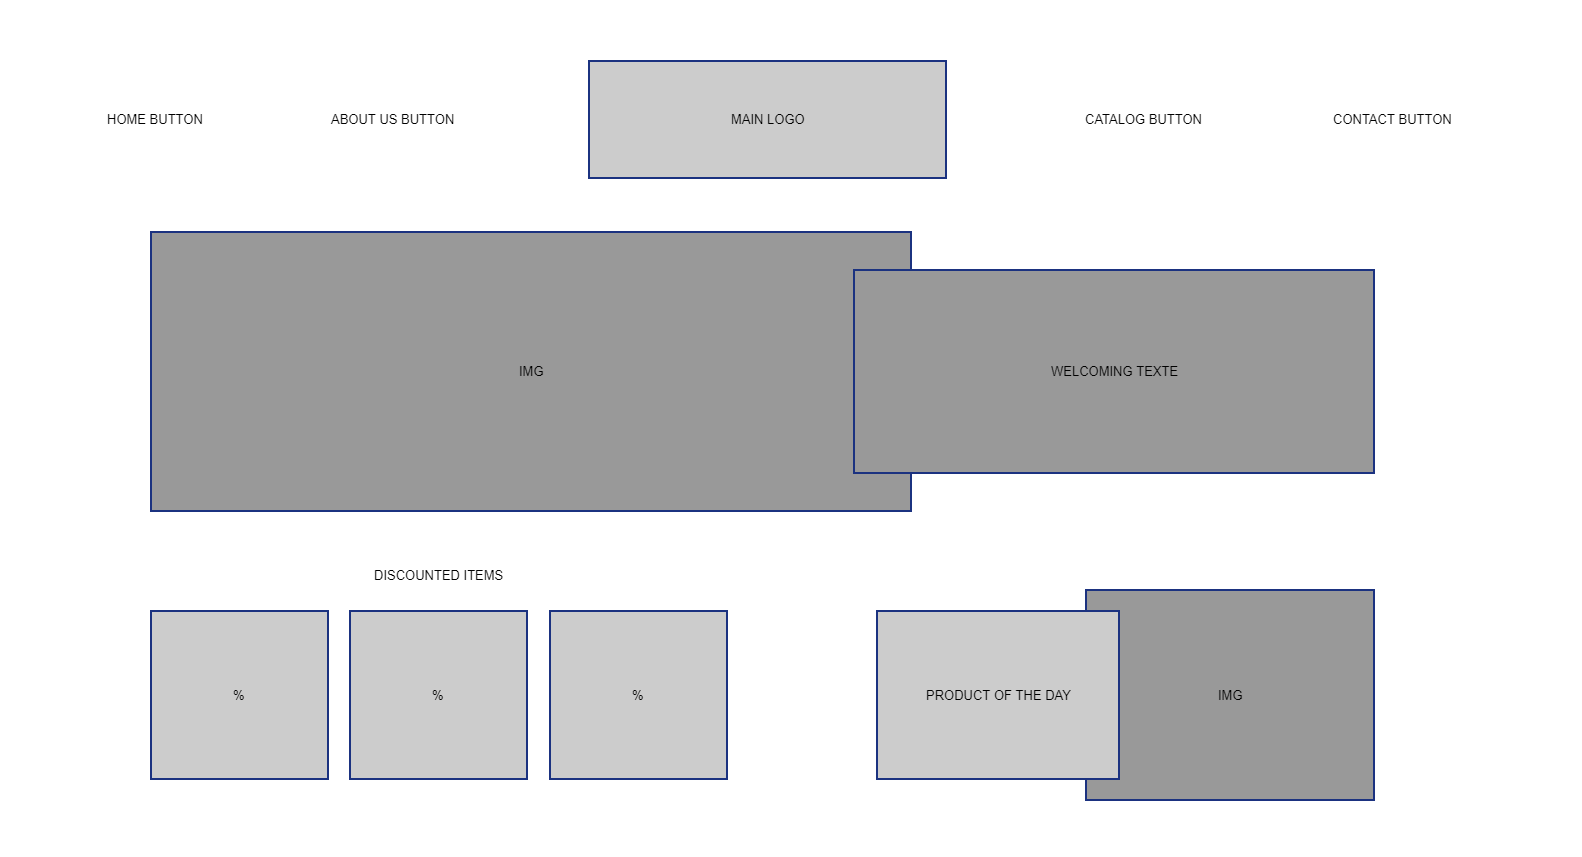 HOME BUTTON
ABOUT US BUTTON
MAIN LOGO
CATALOG BUTTON
CONTACT BUTTON
IMG
WELCOMING TEXTE
DISCOUNTED ITEMS
%
%
%
PRODUCT OF THE DAY
IMG